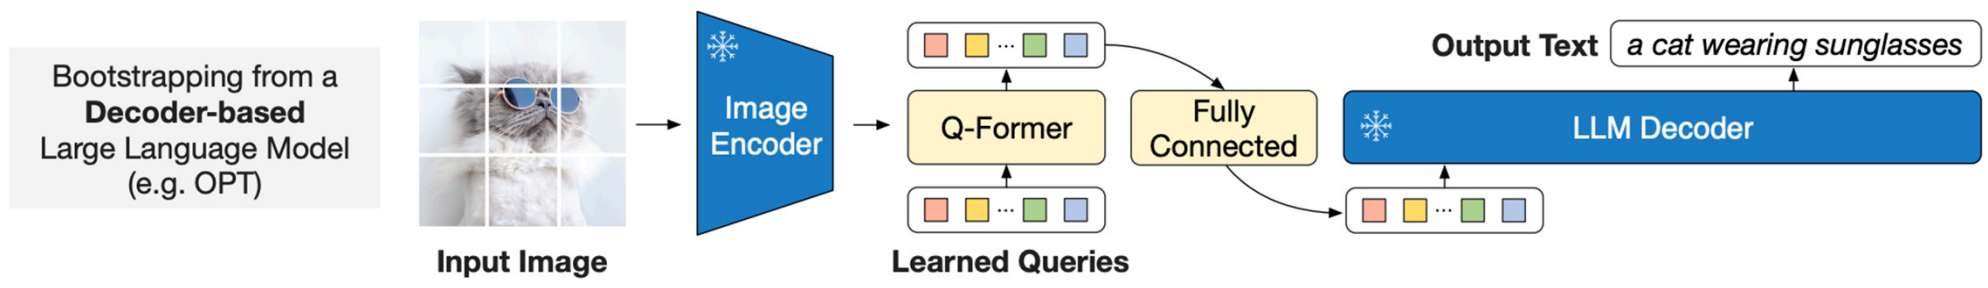 Bootstrapping from a
Decoder-based
Large Language Model
(e.g. OPT)
Input Image
Image
Encoder
...
Q-Former
...
Learned Queries
Fully
Connected
Output Text
a cat wearing sunglasses
LLM Decoder
...